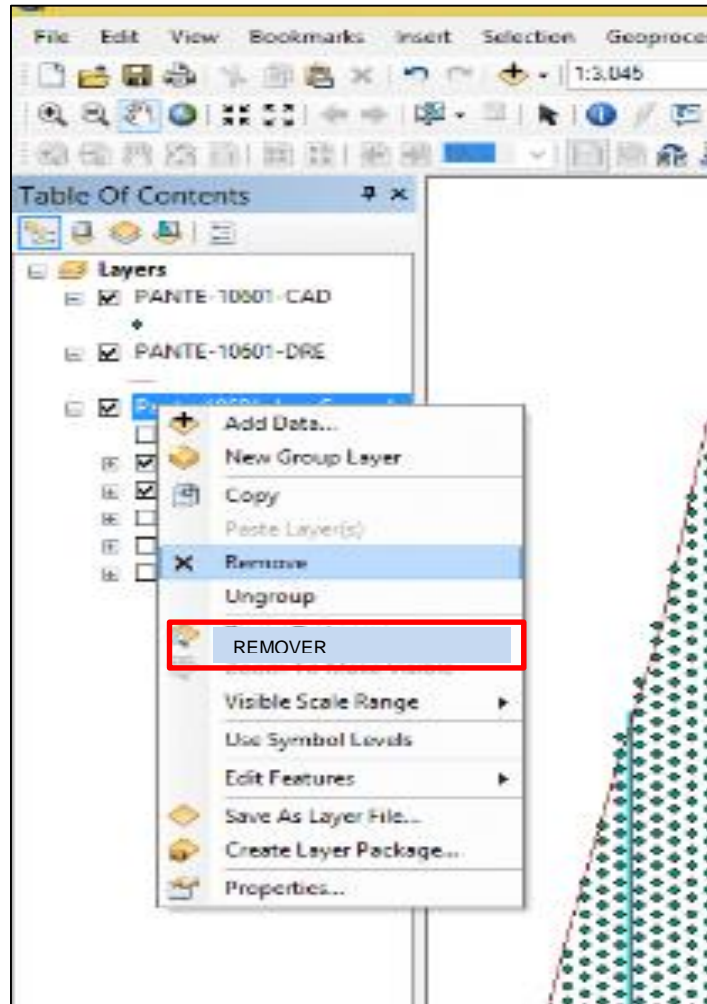 File Edit View Bookmarks Insert Selection Geoproces
1:3,045
Table Of Contents
Layers
PANTE-10601-CAD
PANTE-10601-DRE
Add Data...
New Group Layer
Copy
Paste Layer(s)
Remove
Ungroup
REMOVER
Visible Scale Range
Use Symbol Levels
Edit Features
Save As Layer File...
Create Layer Package...
Properties...